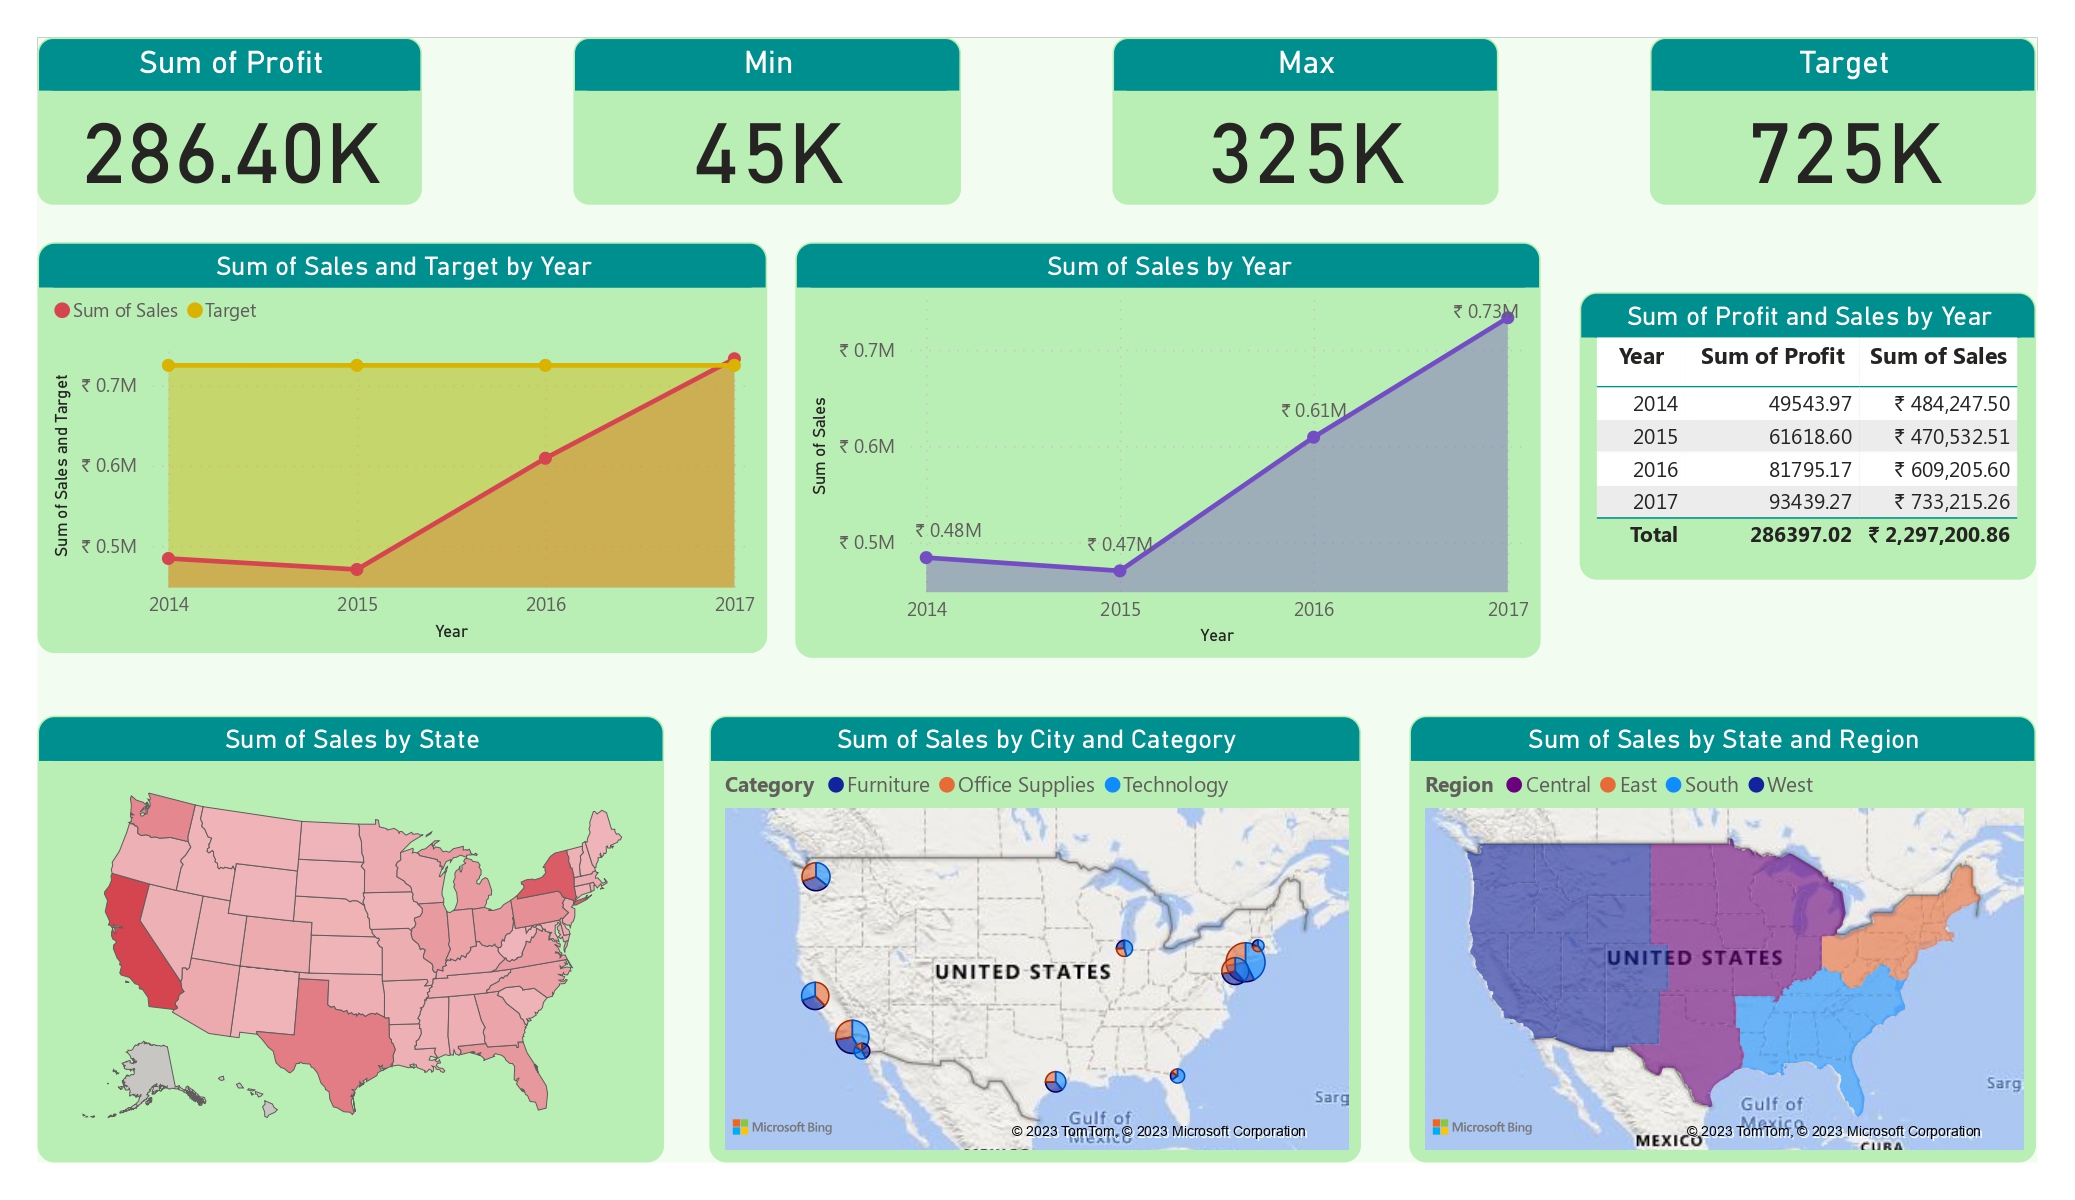 Sum of Profit
286.40K
Min
45K
Max
325K
Target
725K
Sum of Sales and Target by Year
Sum of Sales
Target
Sum of Sales and Target
₹ 0.7M
₹ 0.6M
₹ 0.5M
2014 2015 2016 2017
Year
Sum of Sales by Year
Sum of Sales
₹ 0.7M
₹ 0.6M
₹ 0.5M
₹ 0.48M
₹ 0.47M
₹ 0.61M
₹ 0.73M
2014 2015 2016 2017
Year
Sum of Profit and Sales by Year
Year Sum of Profit Sum of Sales
2014 49543.97 ₹ 484,247.50
2015 61618.60 ₹ 470,532.51
2016 81795.17 ₹ 609,205.60
2017 93439.27 ₹ 733,215.26
Total 286397.02 ₹ 2,297,200.86
Sum of Sales by State
Sum of Sales by City and Category
Category Furniture Office Supplies Technology
UNITED STATES
Sarg
Gulf of
Mexico
Microsoft Bing
© 2023 TomTom, © 2023 Microsoft Corporation
Sum of Sales by State and Region
Region Central East South West
UNITED STATES
Sarg
Gulf of
Mexico
Microsoft Bing
© 2023 TomTom, © 2023 Microsoft Corporation
MEXICO
CUBA